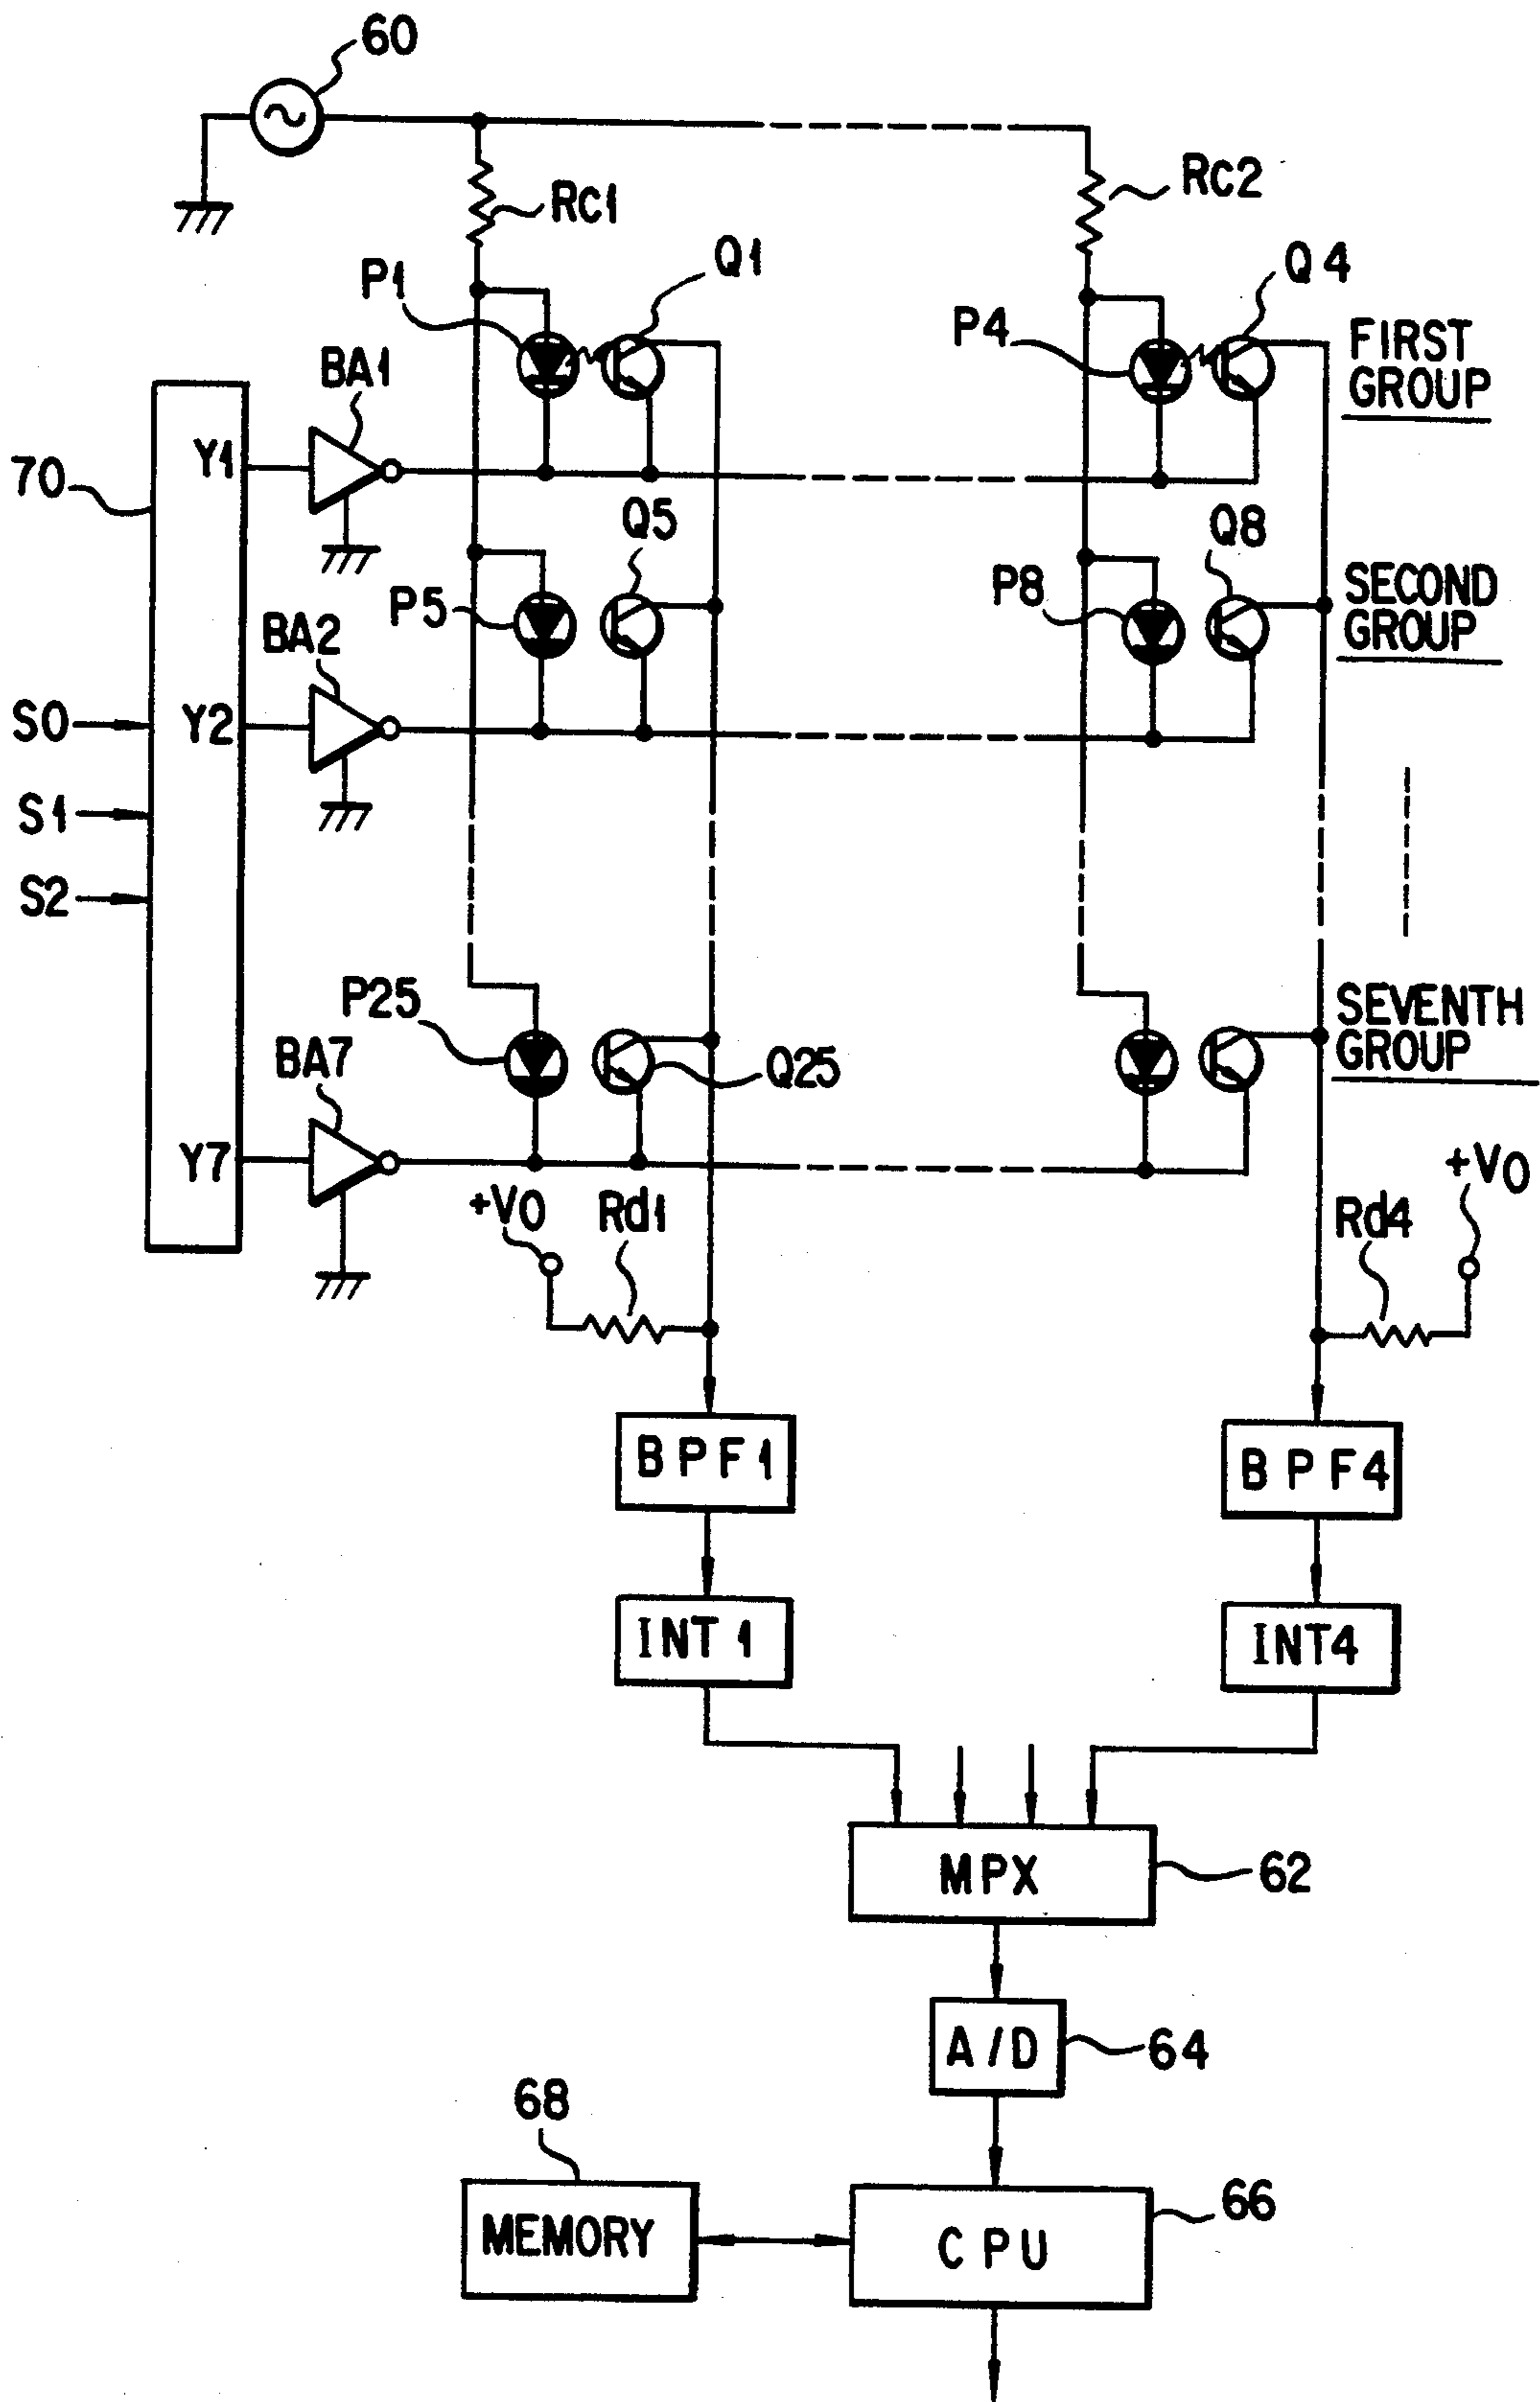 60
Rc1
Rc2
P1
Q1
P4
Q4
FIRST
GROUP
BA1
70
Y1
Q5
Q8
P5
P8
SECOND
GROUP
BA2
S0
Y2
S1
S2
P25
BA7
Q25
SEVENTH
GROUP
Y7
+V0
Rd1
Rd4
+V0
BPF1
BPF4
INT1
INT4
MPX
62
A/D
64
68
MEMORY
CPU
66